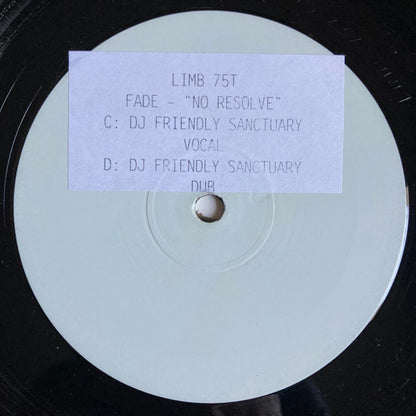 LIMB 75T
FADE - "NO RESOLVE"
C: DJ FRIENDLY SANCTUARY
VOCAL
D: DJ FRIENDLY SANCTUARY
DUB